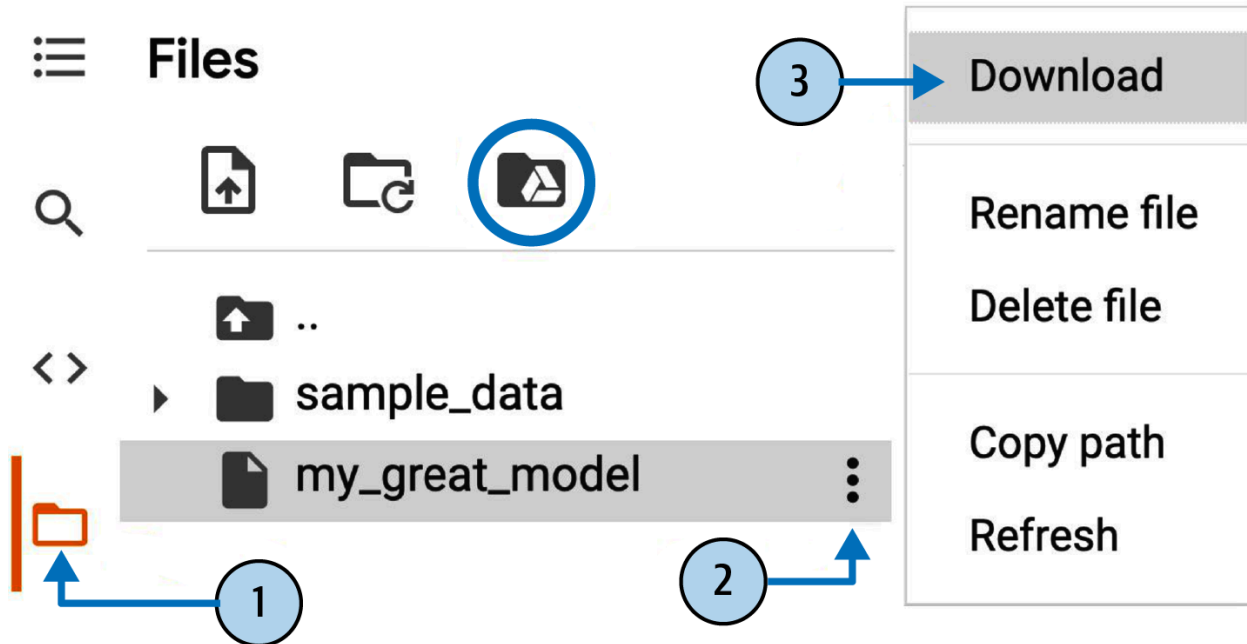 Files
3
Download
Rename file
Delete file
..
sample_data
my_great_model
Copy path
Refresh
1
2